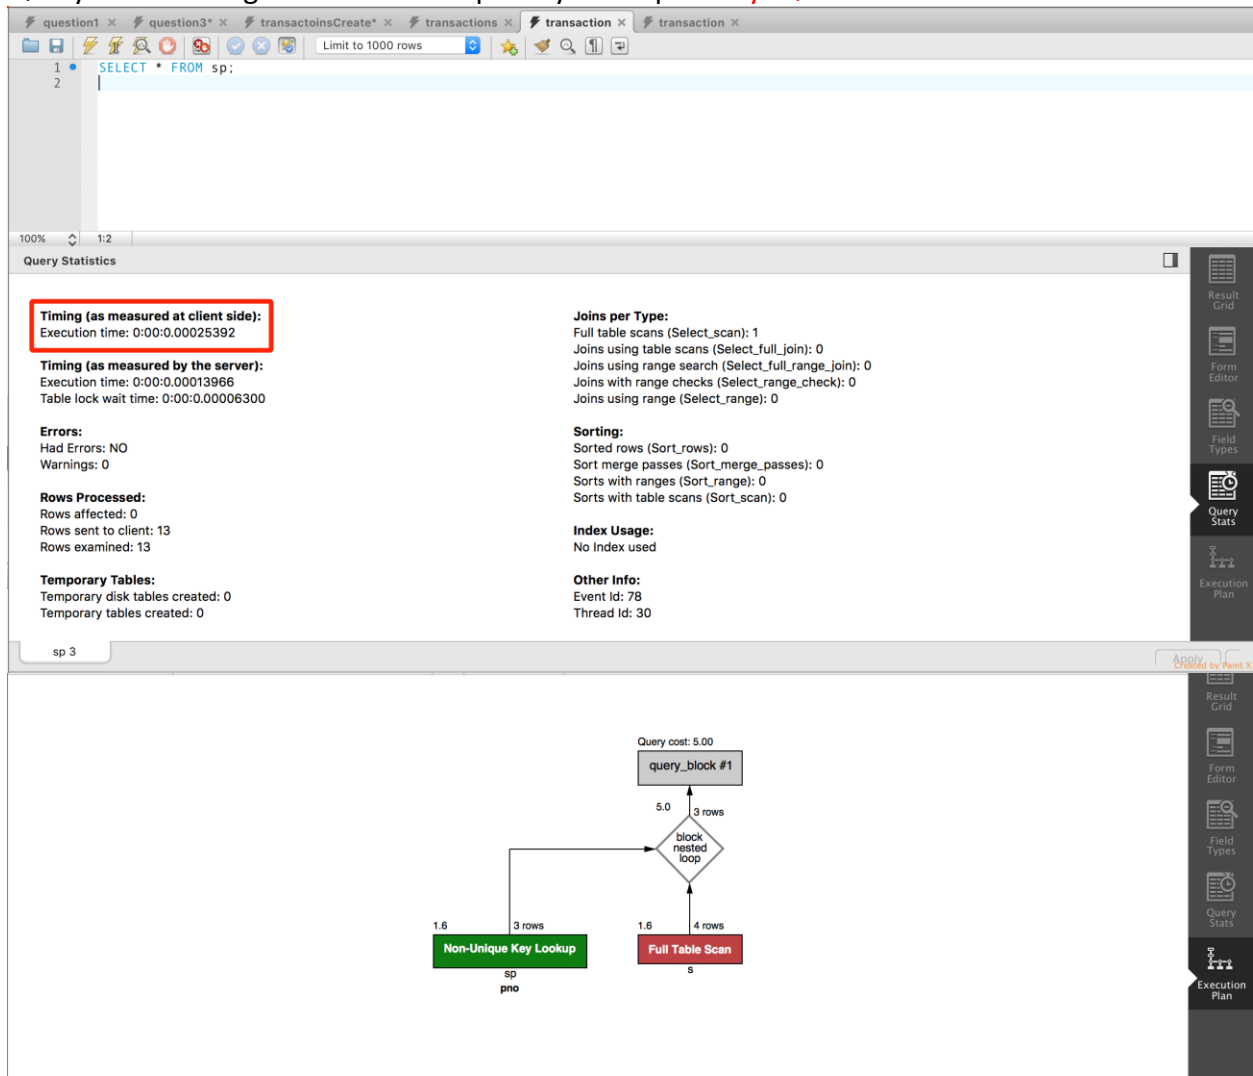 question1 × question3* × transactoinsCreate* × transactions × transaction × transaction ×
Limit to 1000 rows
1 SELECT * FROM sp;
2
100% 1:2
Query Statistics
Timing (as measured at client side):
Execution time: 0:00:0.00025392
Timing (as measured by the server):
Execution time: 0:00:0.00013966
Table lock wait time: 0:00:0.00006300
Errors:
Had Errors: NO
Warnings: 0
Rows Processed:
Rows affected: 0
Rows sent to client: 13
Rows examined: 13
Temporary Tables:
Temporary disk tables created: 0
Temporary tables created: 0
Joins per Type:
Full table scans (Select_scan): 1
Joins using table scans (Select_full_join): 0
Joins using range search (Select_full_range_join): 0
Joins with range checks (Select_range_check): 0
Joins using range (Select_range): 0
Sorting:
Sorted rows (Sort_rows): 0
Sort merge passes (Sort_merge_passes): 0
Sorts with ranges (Sort_range): 0
Sorts with table scans (Sort_scan): 0
Index Usage:
No Index used
Other Info:
Event Id: 78
Thread Id: 30
Result
Grid
Form
Editor
Field
Types
Query
Stats
Execution
Plan
sp 3
Apply
Created by Paint X
Result
Grid
Form
Editor
Field
Types
Query
Stats
Execution
Plan
Query cost: 5.00
query_block #1
5.0 3 rows
block
nested
loop
1.6 3 rows
Non-Unique Key Lookup
sp
pno
1.6 4 rows
Full Table Scan
s